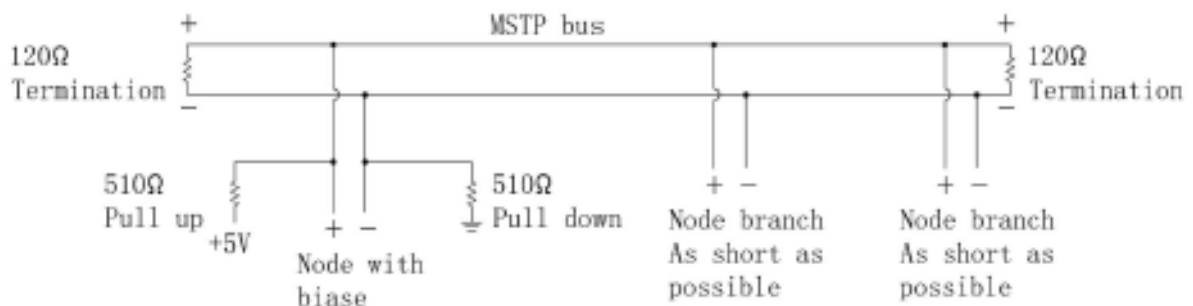 + MSTP bus +
120Ω
Termination
120Ω
Termination
− −
510Ω
Pull up
+5V
510Ω
Pull down
+ −
Node with
biase
+ −
Node branch
As short as
possible
+ −
Node branch
As short as
possible